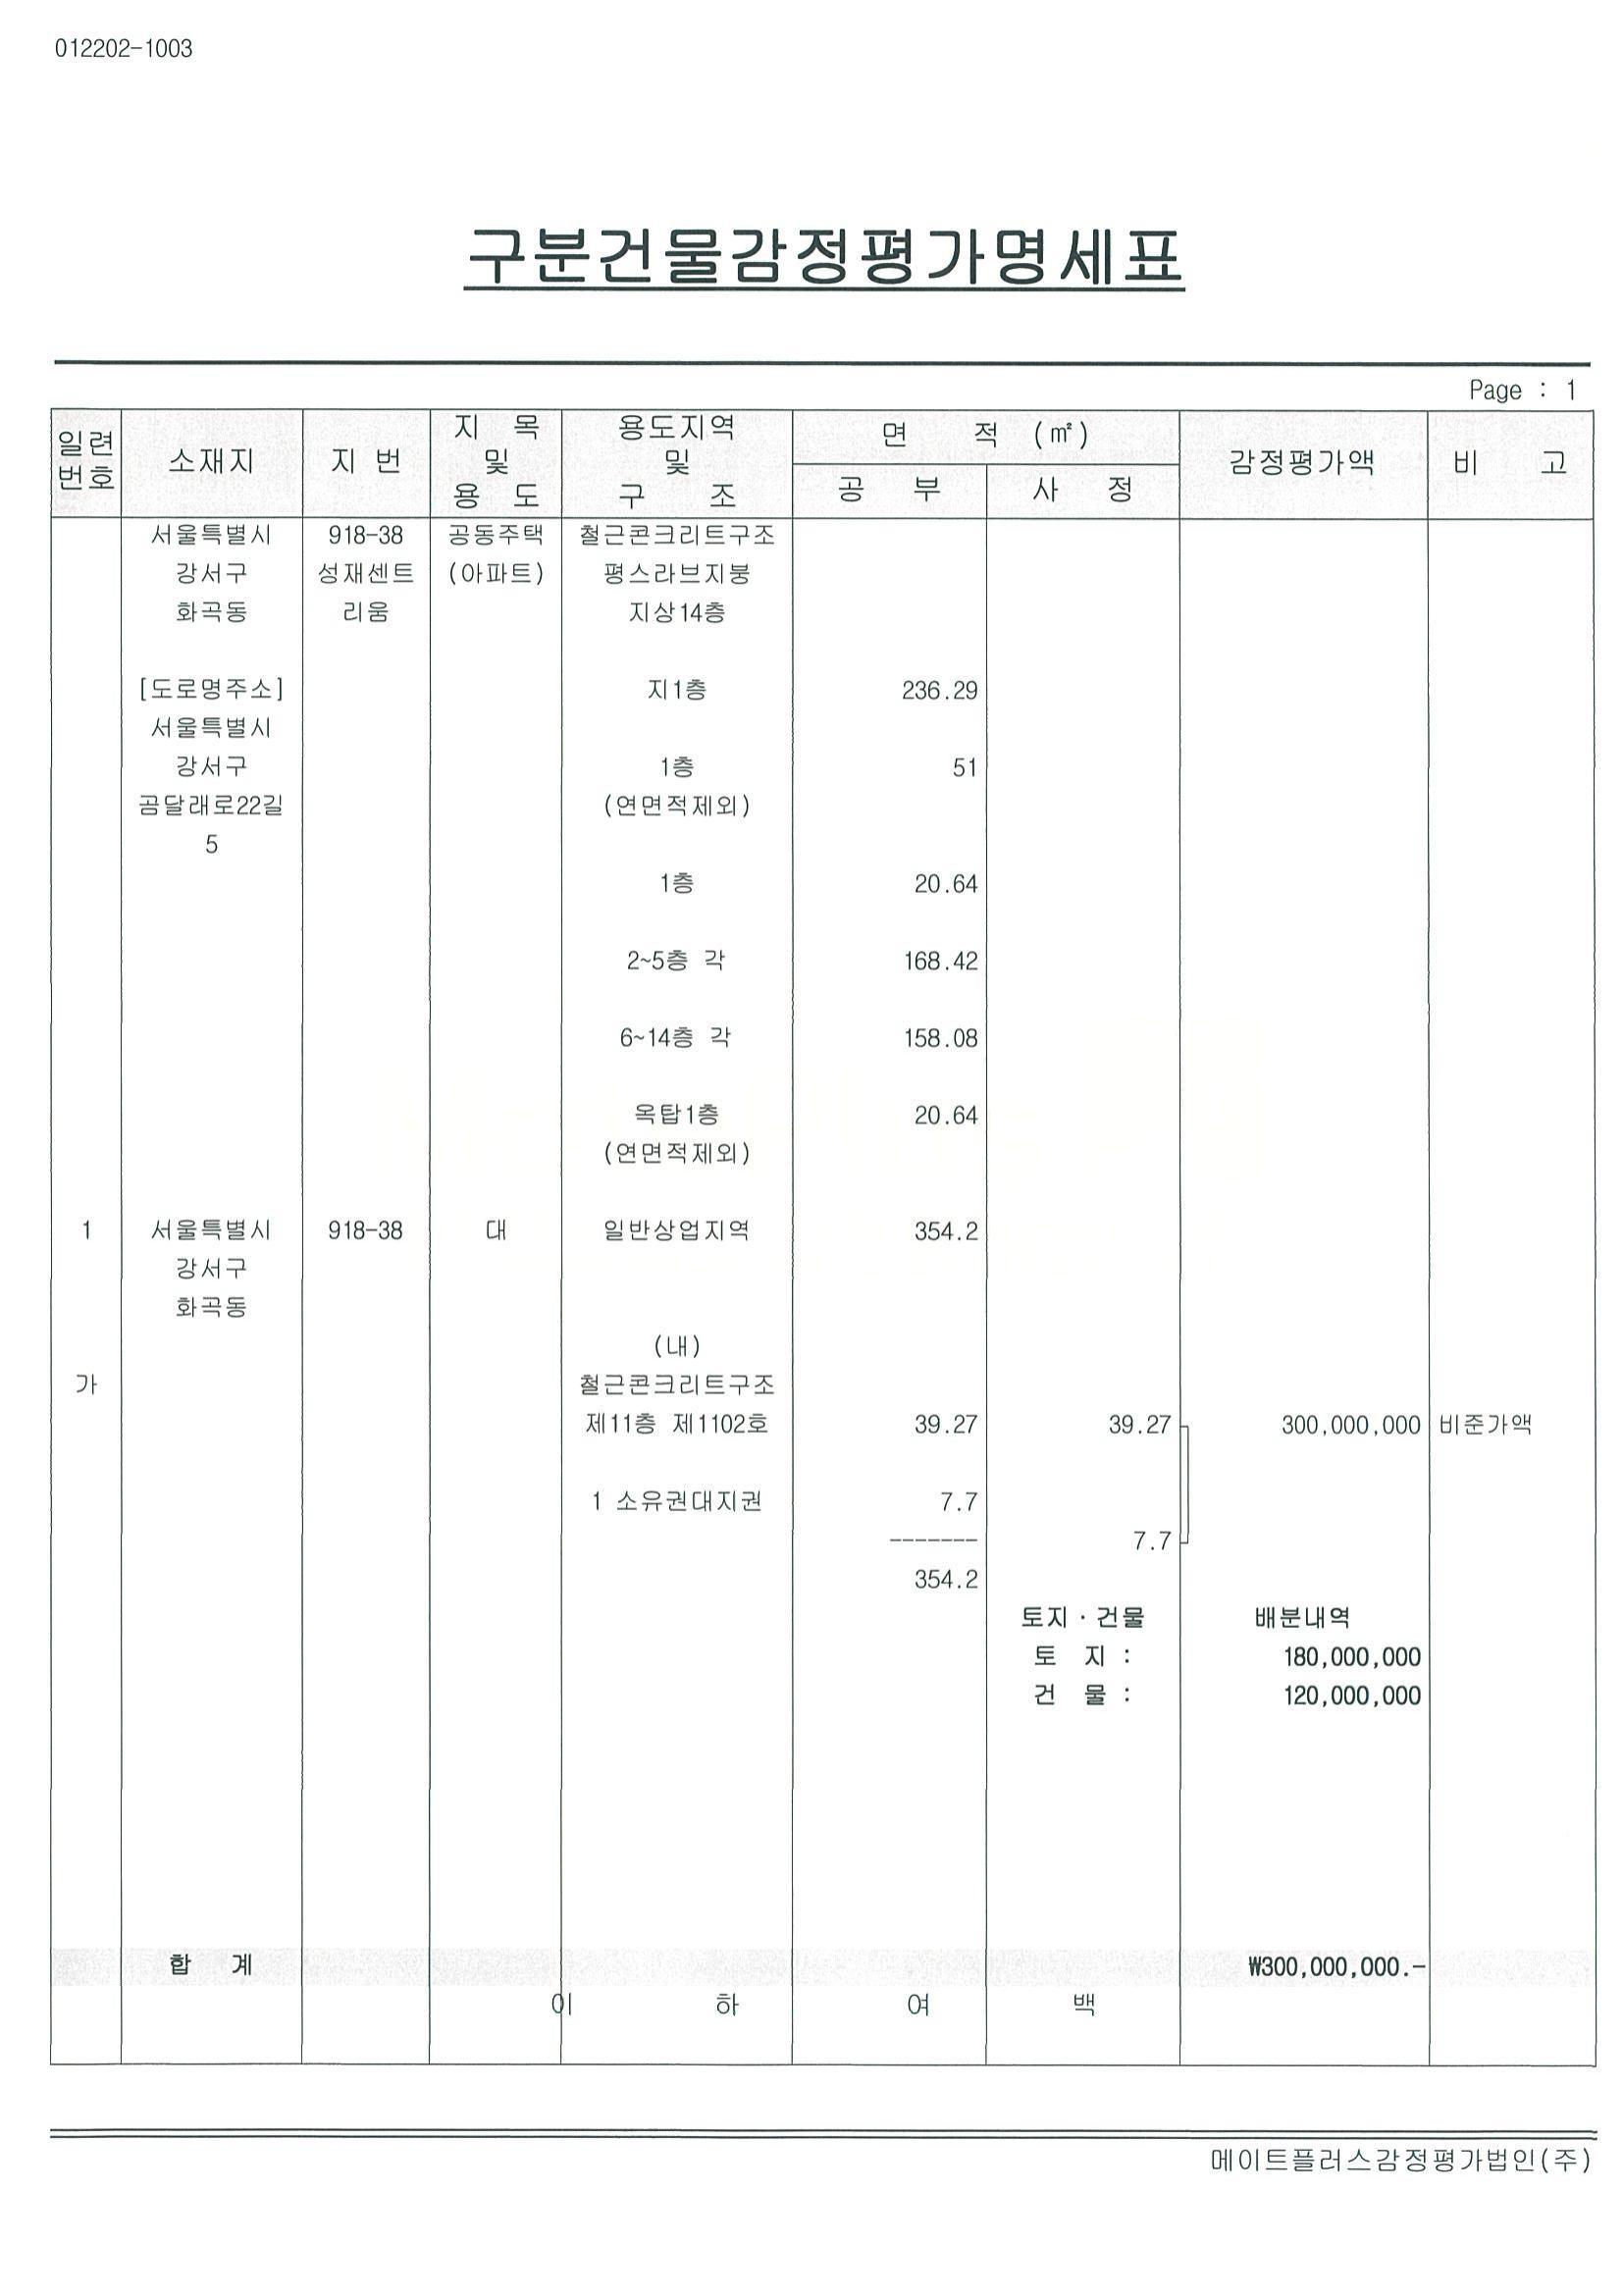 012202-1003
구분건물감정평가명세표
Page : 1
일련 번호 소재지 지 번 지 목 및 용 도 용도지역 및 구 조 면 적 (㎡) 공 부 사 정 감정평가액 비 고
서울특별시 918-38 공동주택 철근콘크리트구조
강서구 성재센트 (아파트) 평스라브지붕
화곡동 리움 지상14층
[도로명주소] 지1층 236.29
서울특별시
강서구 1층 51
곰달래로22길 (연면적제외)
5
1층 20.64
2~5층 각 168.42
6~14층 각 158.08
옥탑1층 20.64
(연면적제외)
1 서울특별시 918-38 대 일반상업지역 354.2
강서구
화곡동
(내)
가 철근콘크리트구조
제11층 제1102호 39.27 39.27 300,000,000 비준가액
1 소유권대지권 7.7
------- 7.7
354.2
토지·건물 배분내역
토 지 : 180,000,000
건 물 : 120,000,000
합 계 ₩300,000,000.-
이 하 여 백
메이트플러스감정평가법인(주)